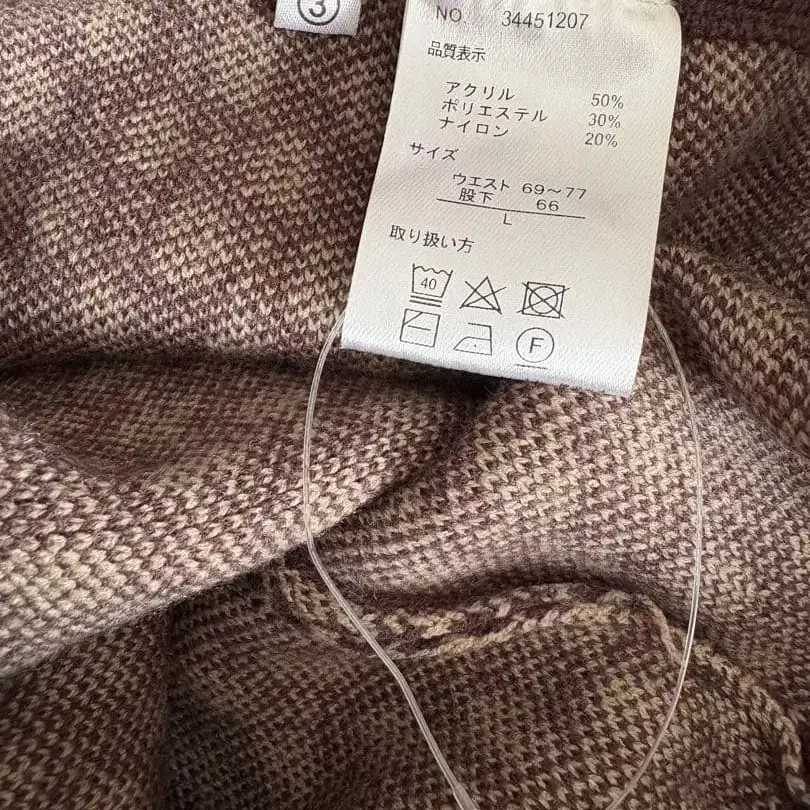 ③
NO. 34451207
品質表示
アクリル 50%
ポリエステル 30%
ナイロン 20%
サイズ
ウエスト 69～77
股下 66
L
取り扱い方
40
F